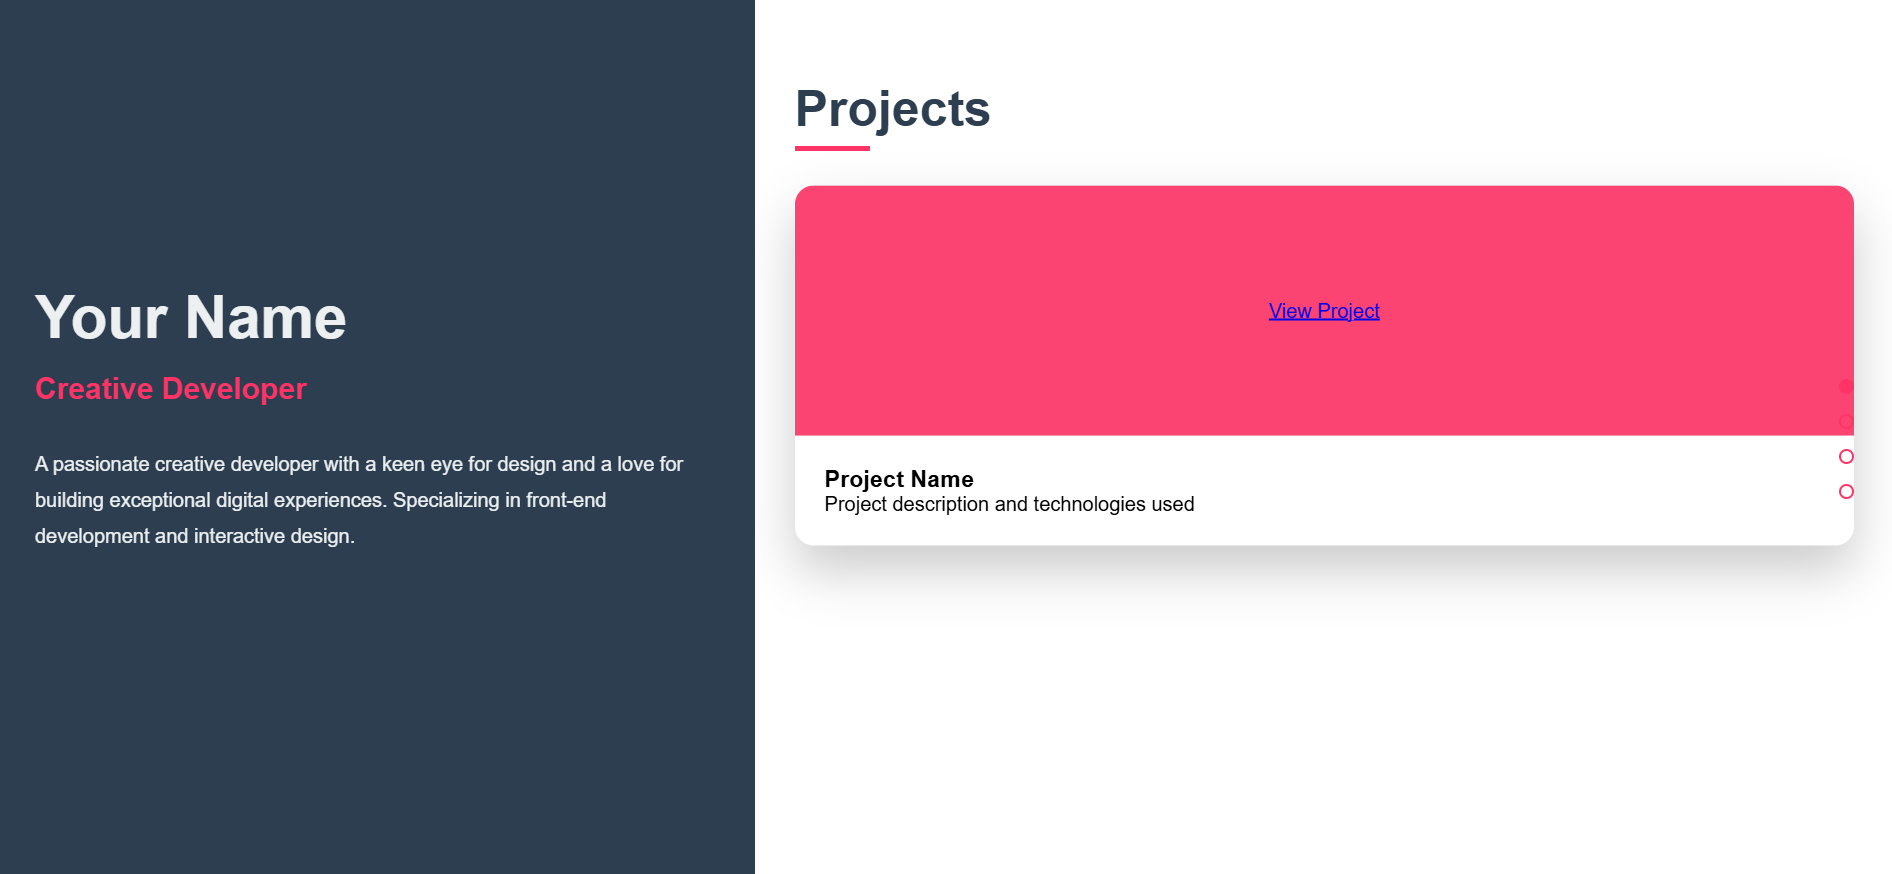 Your Name
Creative Developer
A passionate creative developer with a keen eye for design and a love for
building exceptional digital experiences. Specializing in front-end
development and interactive design.
Projects
View Project
Project Name
Project description and technologies used